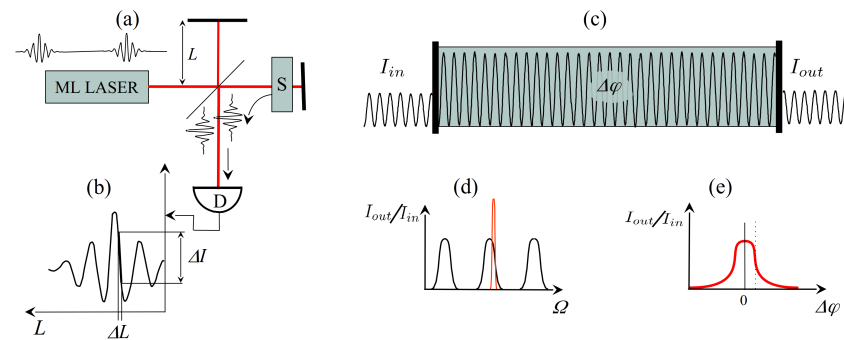 (a)
L
ML LASER
S
D
(b)
ΔI
L
ΔL
(c)
I_in
Δφ
I_out
(d)
I_out/I_in
Ω
(e)
I_out/I_in
0
Δφ